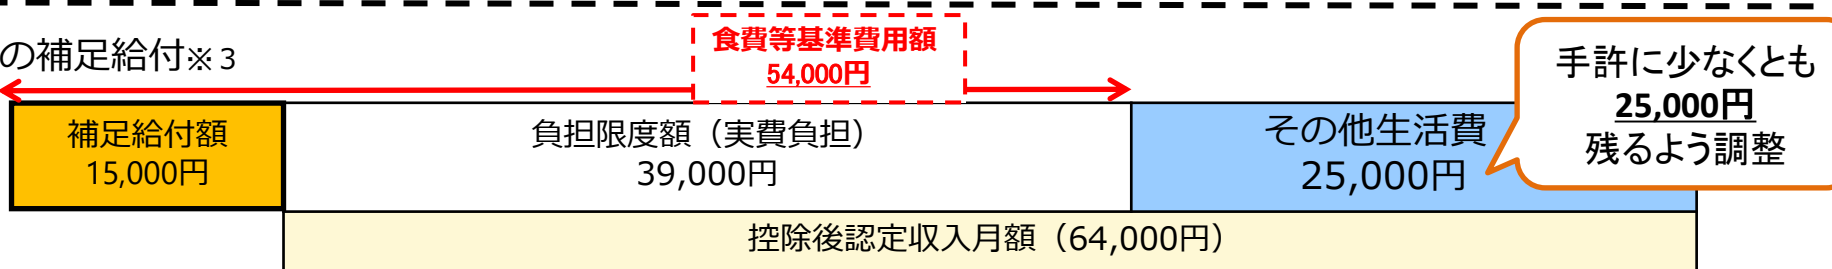 の補足給付※3
食費等基準費用額
54,000円
手許に少なくとも
25,000円
残るよう調整
補足給付額
15,000円
負担限度額（実費負担）
39,000円
その他生活費
25,000円
控除後認定収入月額（64,000円）